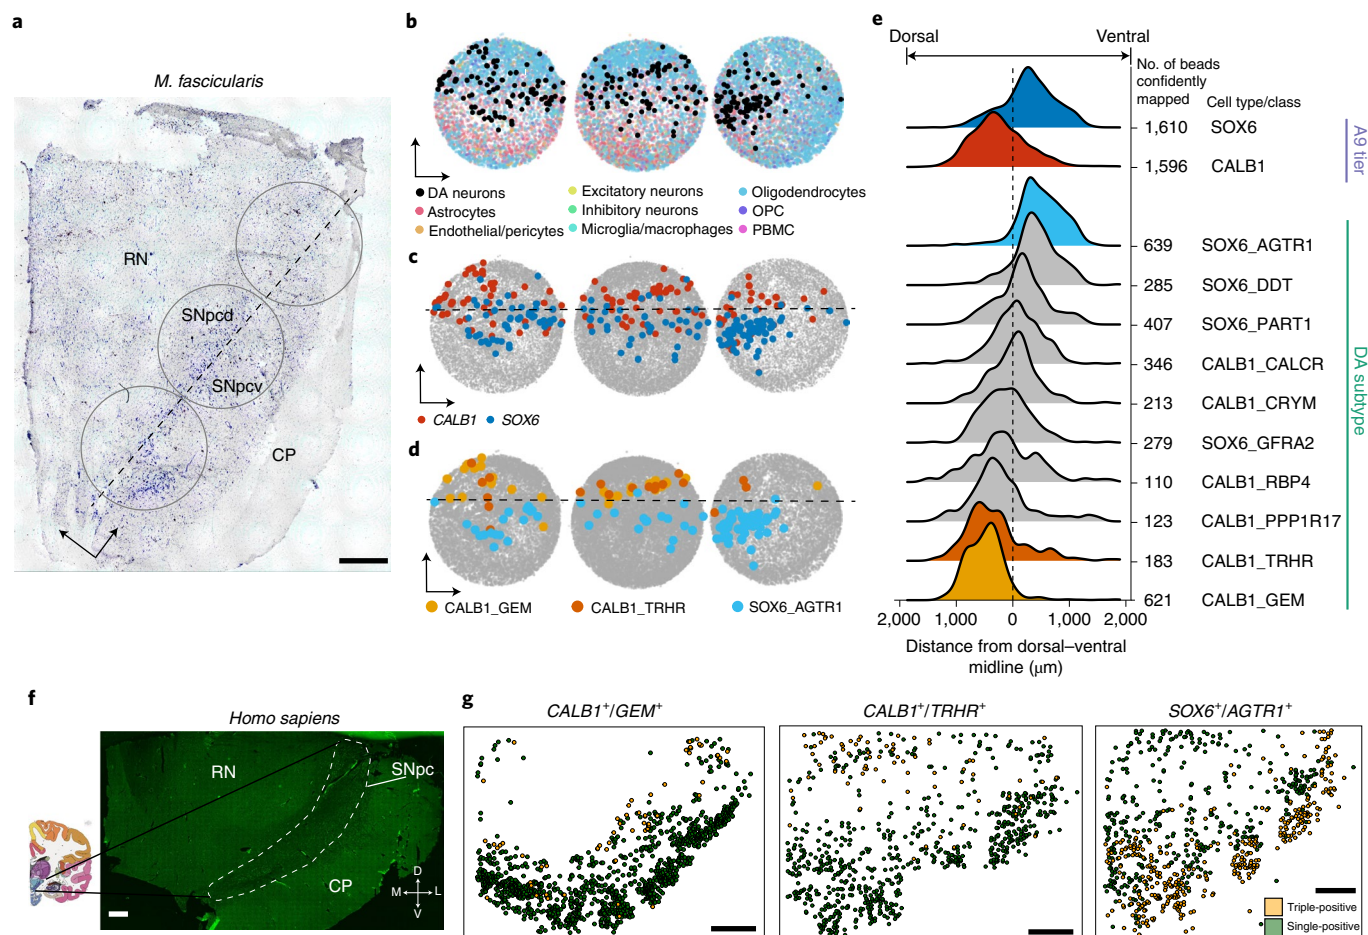 a
M. fascicularis
RN
SNpcd
SNpcv
CP
b
DA neurons
Astrocytes
Endothelial/pericytes
Excitatory neurons
Inhibitory neurons
Microglia/macrophages
Oligodendrocytes
OPC
PBMC
c
CALB1
SOX6
d
CALB1_GEM
CALB1_TRHR
SOX6_AGTR1
e
Dorsal
Ventral
No. of beads
confidently
mapped
Cell type/class
1,610 SOX6
1,596 CALB1
A9 tier
639 SOX6_AGTR1
285 SOX6_DDT
407 SOX6_PART1
346 CALB1_CALCR
213 CALB1_CRYM
279 SOX6_GFRA2
110 CALB1_RBP4
123 CALB1_PPP1R17
183 CALB1_TRHR
621 CALB1_GEM
DA subtype
2,000 1,000 0 1,000 2,000
Distance from dorsal–ventral
midline (μm)
f
Homo sapiens
RN
SNpc
CP
D
M L
V
g
CALB1⁺/GEM⁺
CALB1⁺/TRHR⁺
SOX6⁺/AGTR1⁺
Triple-positive
Single-positive